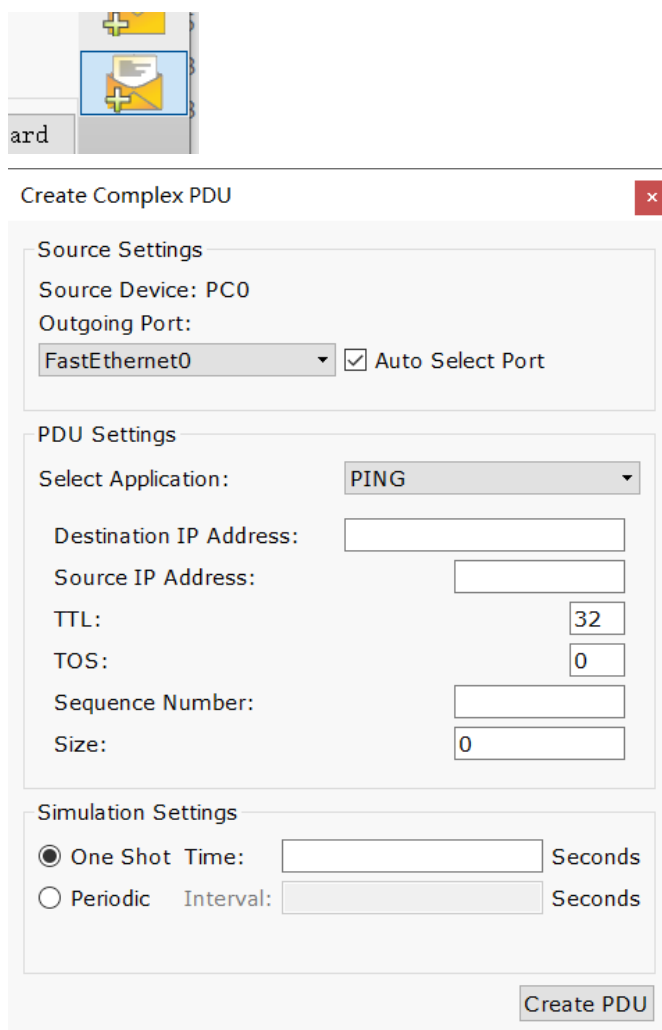 ard
Create Complex PDU
Source Settings
Source Device: PC0
Outgoing Port:
FastEthernet0 Auto Select Port
PDU Settings
Select Application: PING
Destination IP Address:
Source IP Address:
TTL: 32
TOS: 0
Sequence Number:
Size: 0
Simulation Settings
One Shot Time: Seconds
Periodic Interval: Seconds
Create PDU